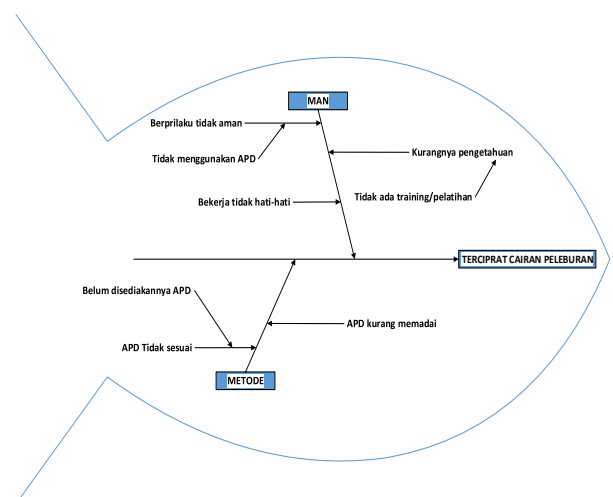 MAN
Berprilaku tidak aman
Tidak menggunakan APD
Kurangnya pengetahuan
Tidak ada training/pelatihan
Bekerja tidak hati-hati
TERCIPRAT CAIRAN PELEBURAN
Belum disediakannya APD
APD kurang memadai
APD Tidak sesuai
METODE